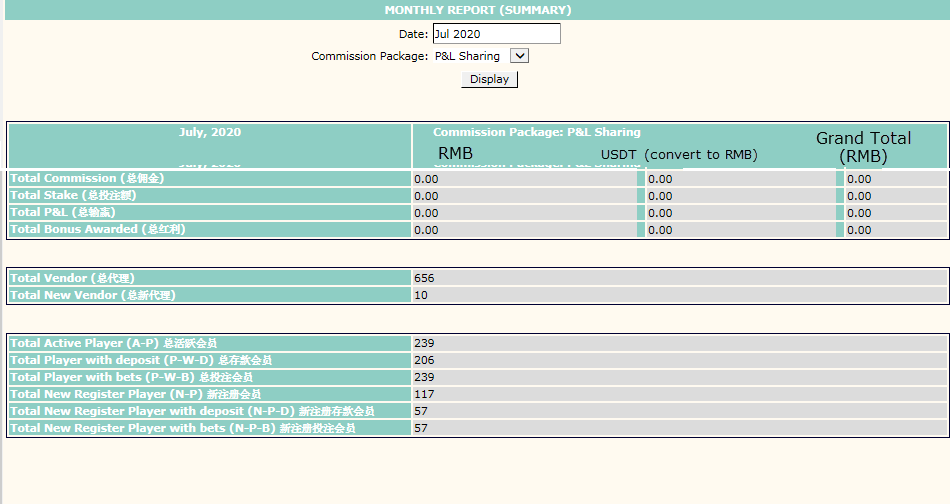 MONTHLY REPORT (SUMMARY)
Date: Jul 2020
Commission Package: P&L Sharing
Display
July, 2020 Commission Package: P&L Sharing
RMB USDT (convert to RMB) Grand Total (RMB)
Total Commission (总佣金) 0.00 0.00 0.00
Total Stake (总投注额) 0.00 0.00 0.00
Total P&L (总输赢) 0.00 0.00 0.00
Total Bonus Awarded (总红利) 0.00 0.00 0.00
Total Vendor (总代理) 656
Total New Vendor (总新代理) 10
Total Active Player (A-P) 总活跃会员 239
Total Player with deposit (P-W-D) 总存款会员 206
Total Player with bets (P-W-B) 总投注会员 239
Total New Register Player (N-P) 新注册会员 117
Total New Register Player with deposit (N-P-D) 新注册存款会员 57
Total New Register Player with bets (N-P-B) 新注册投注会员 57